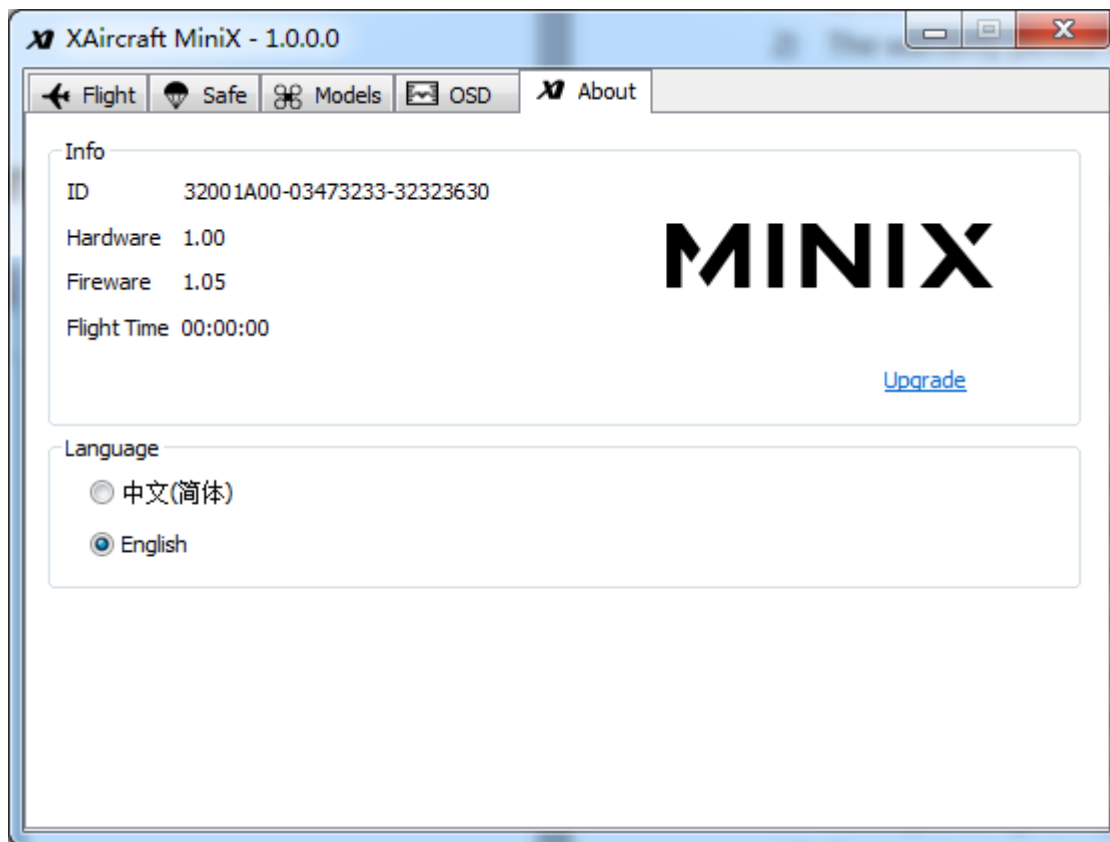 XAircraft MiniX - 1.0.0.0
Flight Safe Models OSD About
Info
ID 32001A00-03473233-32323630
Hardware 1.00
Fireware 1.05
Flight Time 00:00:00
MINIX
Upgrade
Language
中文(简体)
English